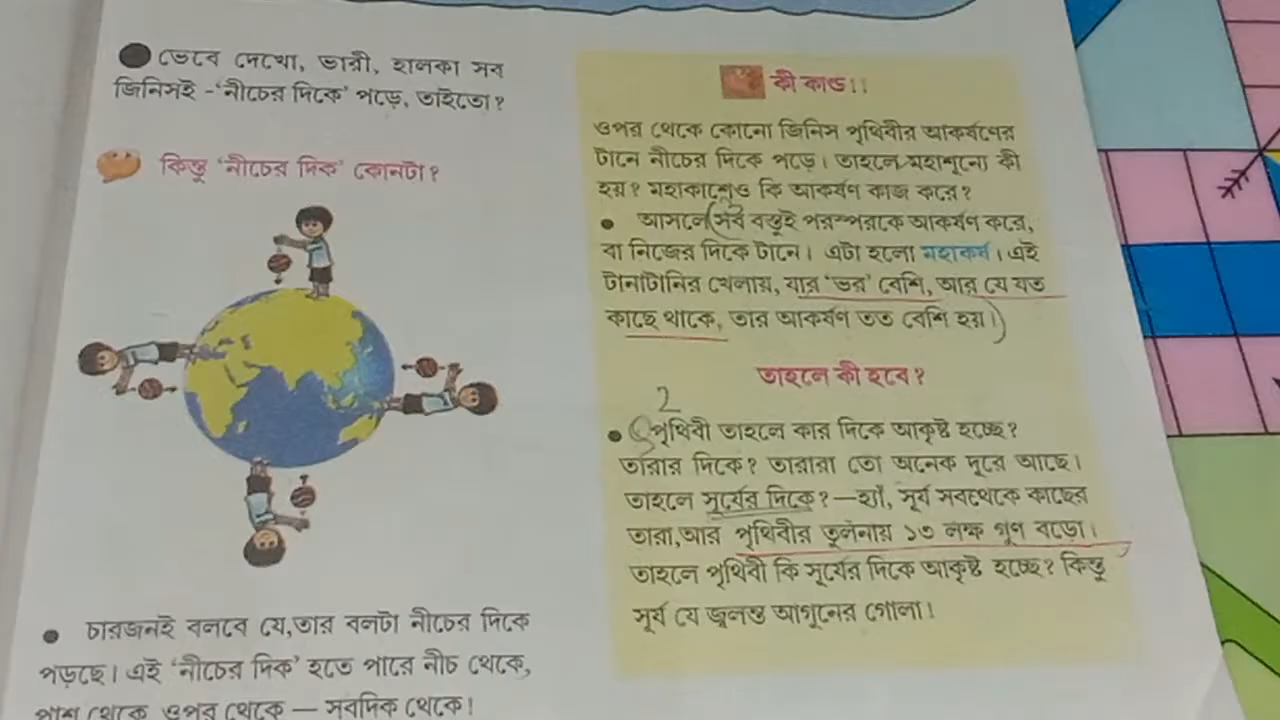 ভেবে দেখো, ভারী, হালকা সব
জিনিসই -‘নীচের দিকে’ পড়ে, তাইতো?
কিন্তু ‘নীচের দিক’ কোনটা?
চারজনই বলবে যে,তার বলটা নীচের দিকে
পড়ছে। এই ‘নীচের দিক’ হতে পারে নীচ থেকে,
পাশ থেকে, ওপর থেকে — সবদিক থেকে!
কী কাণ্ড!!
ওপর থেকে কোনো জিনিস পৃথিবীর আকর্ষণের
টানে নীচের দিকে পড়ে। তাহলে মহাশূন্যে কী
হয়? মহাকাশেও কি আকর্ষণ কাজ করে?
আসলে সব বস্তুই পরস্পরকে আকর্ষণ করে,
বা নিজের দিকে টানে। এটা হলো মহাকর্ষ। এই
টানাটানির খেলায়, যার ‘ভর’ বেশি, আর যে যত
কাছে থাকে, তার আকর্ষণ তত বেশি হয়।
তাহলে কী হবে?
2
পৃথিবী তাহলে কার দিকে আকৃষ্ট হচ্ছে?
তারার দিকে? তারারা তো অনেক দূরে আছে।
তাহলে সূর্যের দিকে? —হ্যাঁ, সূর্য সবথেকে কাছের
তারা,আর পৃথিবীর তুলনায় ১৩ লক্ষ গুণ বড়ো।
তাহলে পৃথিবী কি সূর্যের দিকে আকৃষ্ট হচ্ছে? কিন্তু
সূর্য যে জ্বলন্ত আগুনের গোলা!